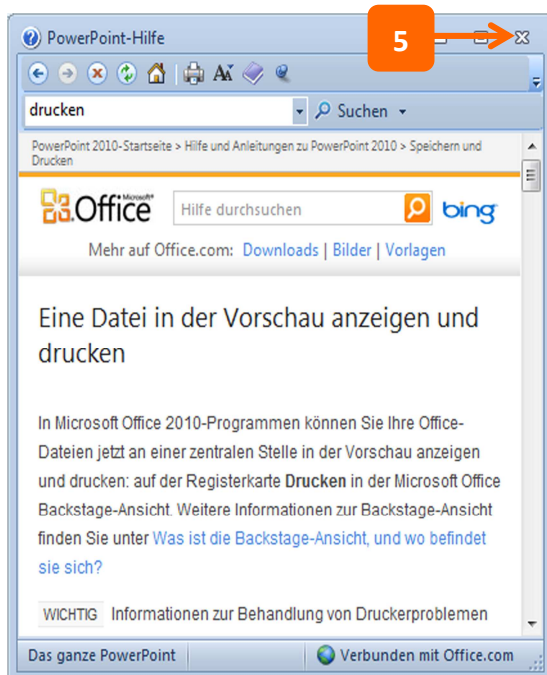 PowerPoint-Hilfe
5
drucken
Suchen
PowerPoint 2010-Startseite > Hilfe und Anleitungen zu PowerPoint 2010 > Speichern und
Drucken
Microsoft®
Office
Hilfe durchsuchen
bing
Mehr auf Office.com: Downloads | Bilder | Vorlagen
Eine Datei in der Vorschau anzeigen und
drucken
In Microsoft Office 2010-Programmen können Sie Ihre Office-
Dateien jetzt an einer zentralen Stelle in der Vorschau anzeigen
und drucken: auf der Registerkarte Drucken in der Microsoft Office
Backstage-Ansicht. Weitere Informationen zur Backstage-Ansicht
finden Sie unter Was ist die Backstage-Ansicht, und wo befindet
sie sich?
WICHTIG Informationen zur Behandlung von Druckerproblemen
Das ganze PowerPoint
Verbunden mit Office.com